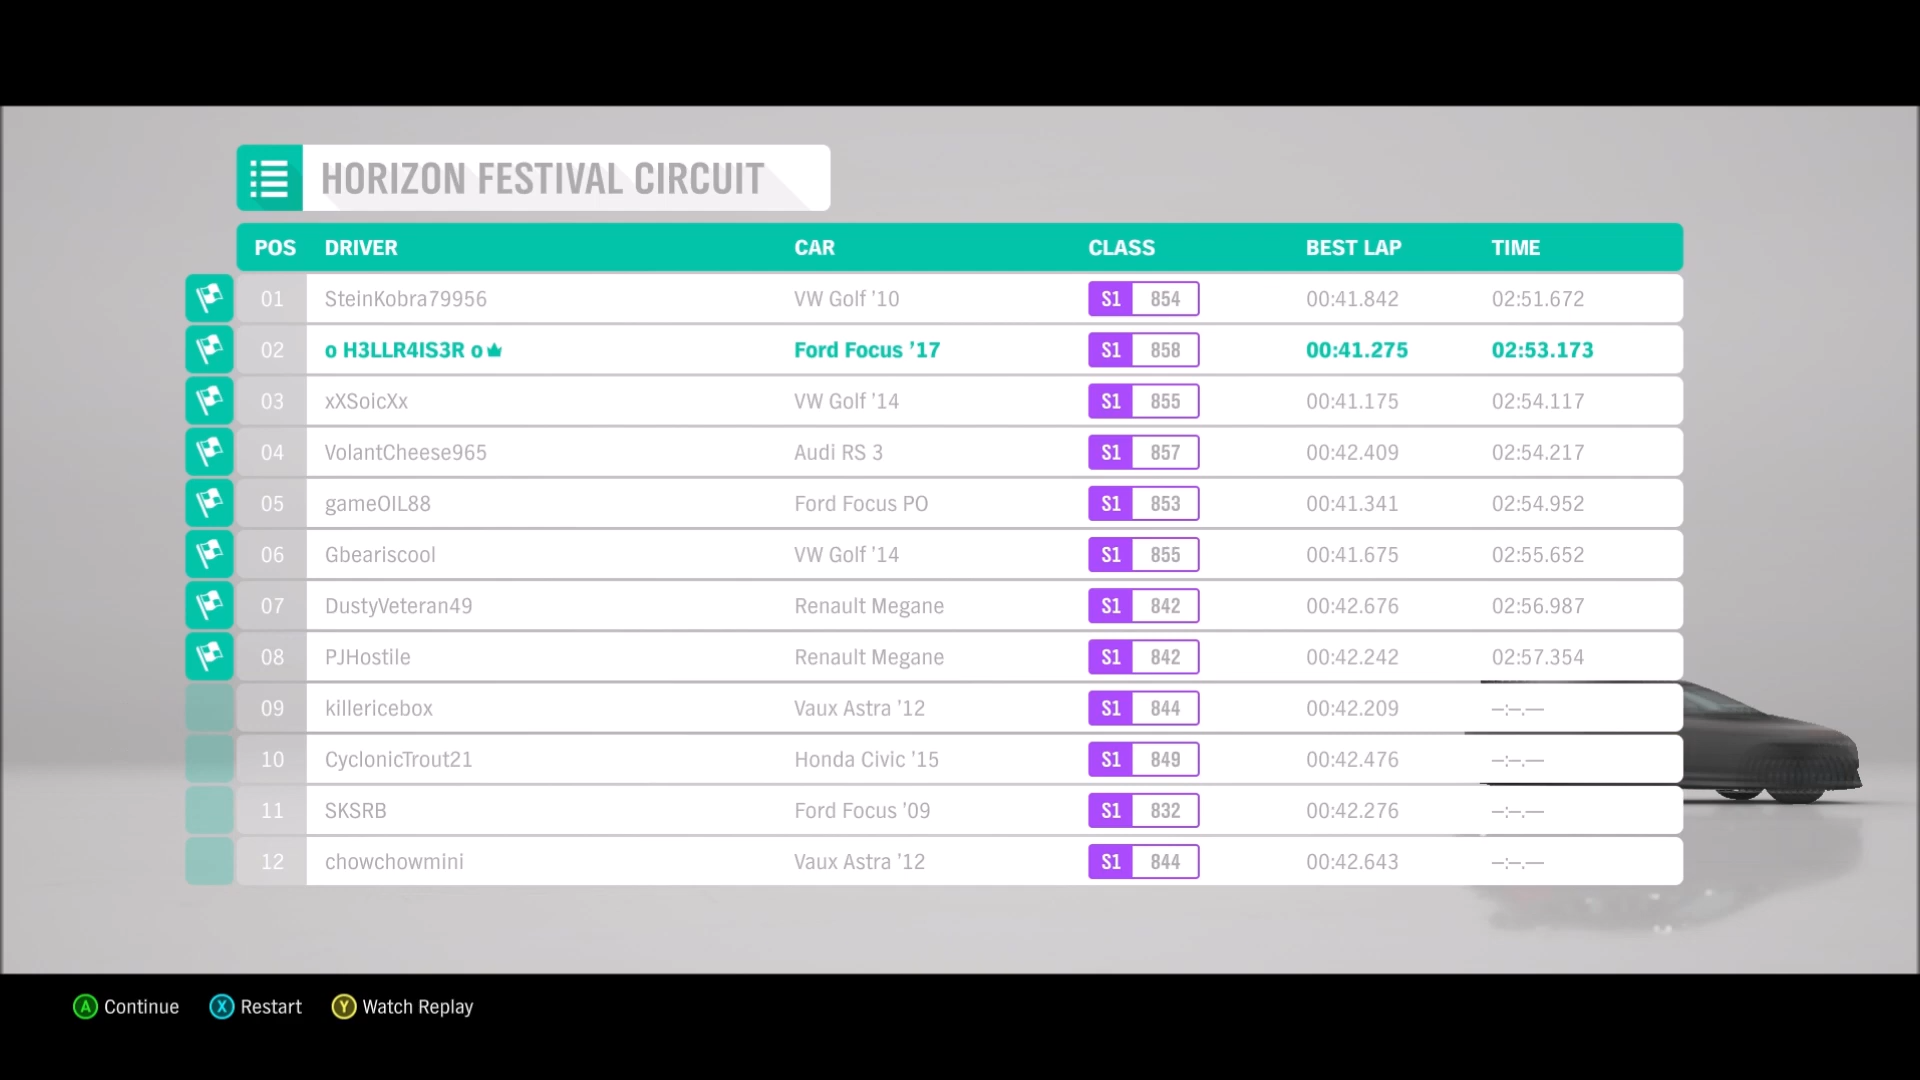 HORIZON FESTIVAL CIRCUIT
POS DRIVER CAR CLASS BEST LAP TIME
01 SteinKobra79956 VW Golf ’10 S1 854 00:41.842 02:51.672
02 o H3LLR4IS3R o Ford Focus ’17 S1 858 00:41.275 02:53.173
03 xXSoicXx VW Golf ’14 S1 855 00:41.175 02:54.117
04 VolantCheese965 Audi RS 3 S1 857 00:42.409 02:54.217
05 gameOIL88 Ford Focus PO S1 853 00:41.341 02:54.952
06 Gbeariscool VW Golf ’14 S1 855 00:41.675 02:55.652
07 DustyVeteran49 Renault Megane S1 842 00:42.676 02:56.987
08 PJHostile Renault Megane S1 842 00:42.242 02:57.354
09 killericebox Vaux Astra ’12 S1 844 00:42.209 –:–.––
10 CyclonicTrout21 Honda Civic ’15 S1 849 00:42.476 –:–.––
11 SKSRB Ford Focus ’09 S1 832 00:42.276 –:–.––
12 chowchowmini Vaux Astra ’12 S1 844 00:42.643 –:–.––
A Continue X Restart Y Watch Replay